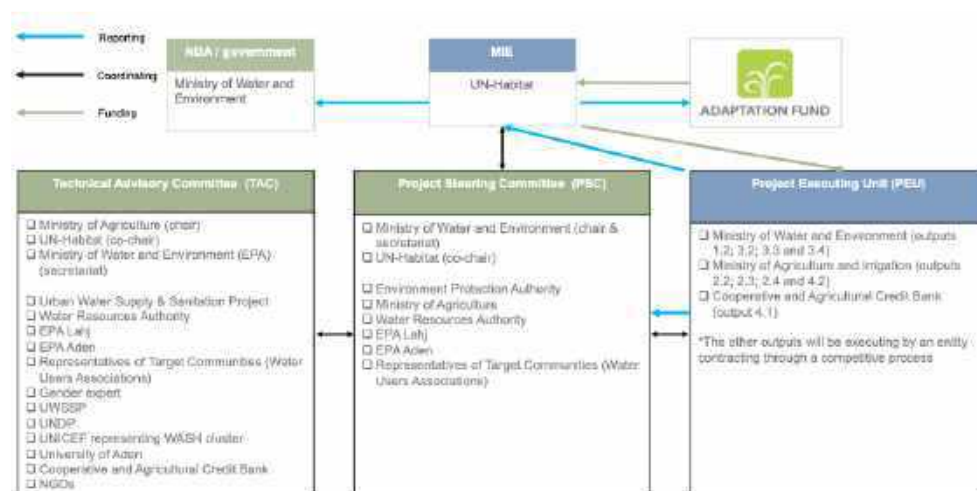 Reporting
Coordinating
Funding
NDA / government
Ministry of Water and
Environment
MIE
UN-Habitat
ADAPTATION FUND
Technical Advisory Committee (TAC)
❑ Ministry of Agriculture (chair)
❑ UN-Habitat (co-chair)
❑ Ministry of Water and Environment (EPA)
(secretariat)
❑ Urban Water Supply & Sanitation Project
❑ Water Resources Authority
❑ EPA Lahj
❑ EPA Aden
❑ Representatives of Target Communities (Water
Users Associations)
❑ Gender expert
❑ UWSSP
❑ UNDP
❑ UNICEF representing WASH cluster
❑ University of Aden
❑ Cooperative and Agricultural Credit Bank
❑ NGOs
Project Steering Committee (PSC)
❑ Ministry of Water and Environment (chair &
secretariat)
❑ UN-Habitat (co-chair)
❑ Environment Protection Authority
❑ Ministry of Agriculture
❑ Water Resources Authority
❑ EPA Lahj
❑ EPA Aden
❑ Representatives of Target Communities (Water
Users Associations)
Project Executing Unit (PEU)
❑ Ministry of Water and Environment (outputs
1.2; 3.2; 3.3 and 3.4)
❑ Ministry of Agriculture and Irrigation (outputs
2.2; 2.3; 2.4 and 4.2)
❑ Cooperative and Agricultural Credit Bank
(output 4.1)
*The other outputs will be executing by an entity
contracting through a competitive process